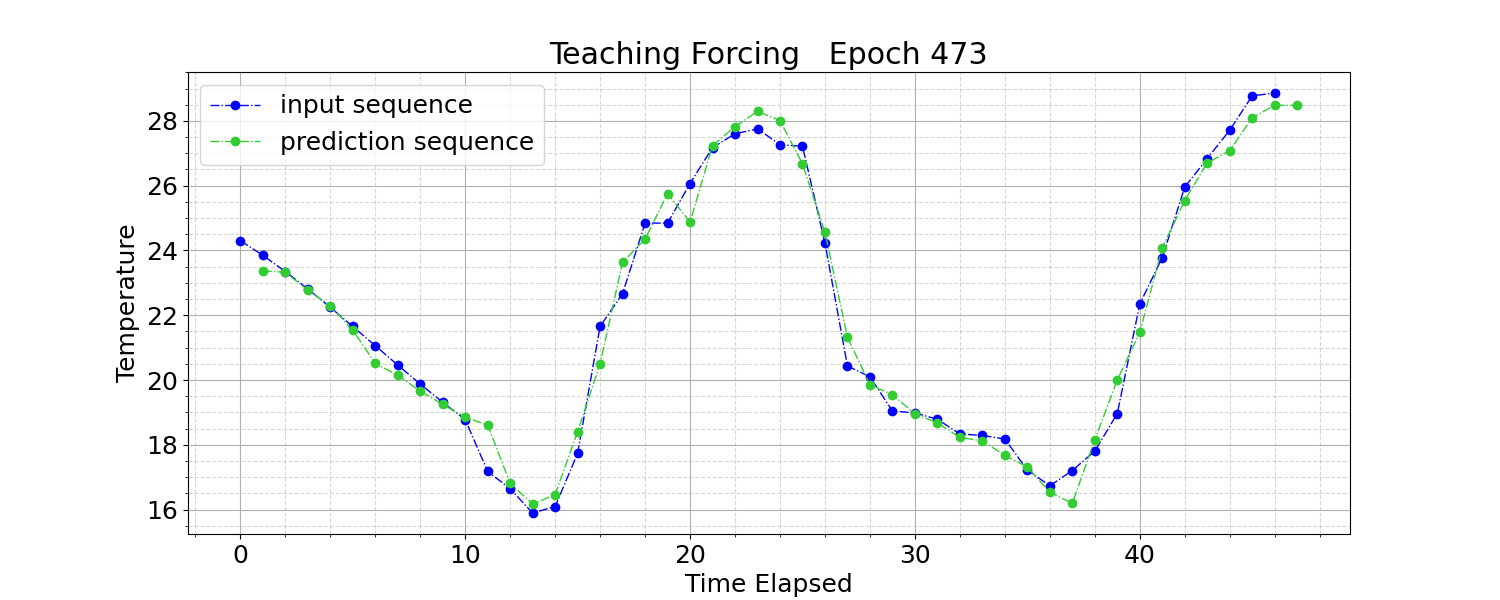 Teaching Forcing   Epoch 473
input sequence
prediction sequence
28
26
24
22
20
18
16
Temperature
0 10 20 30 40
Time Elapsed